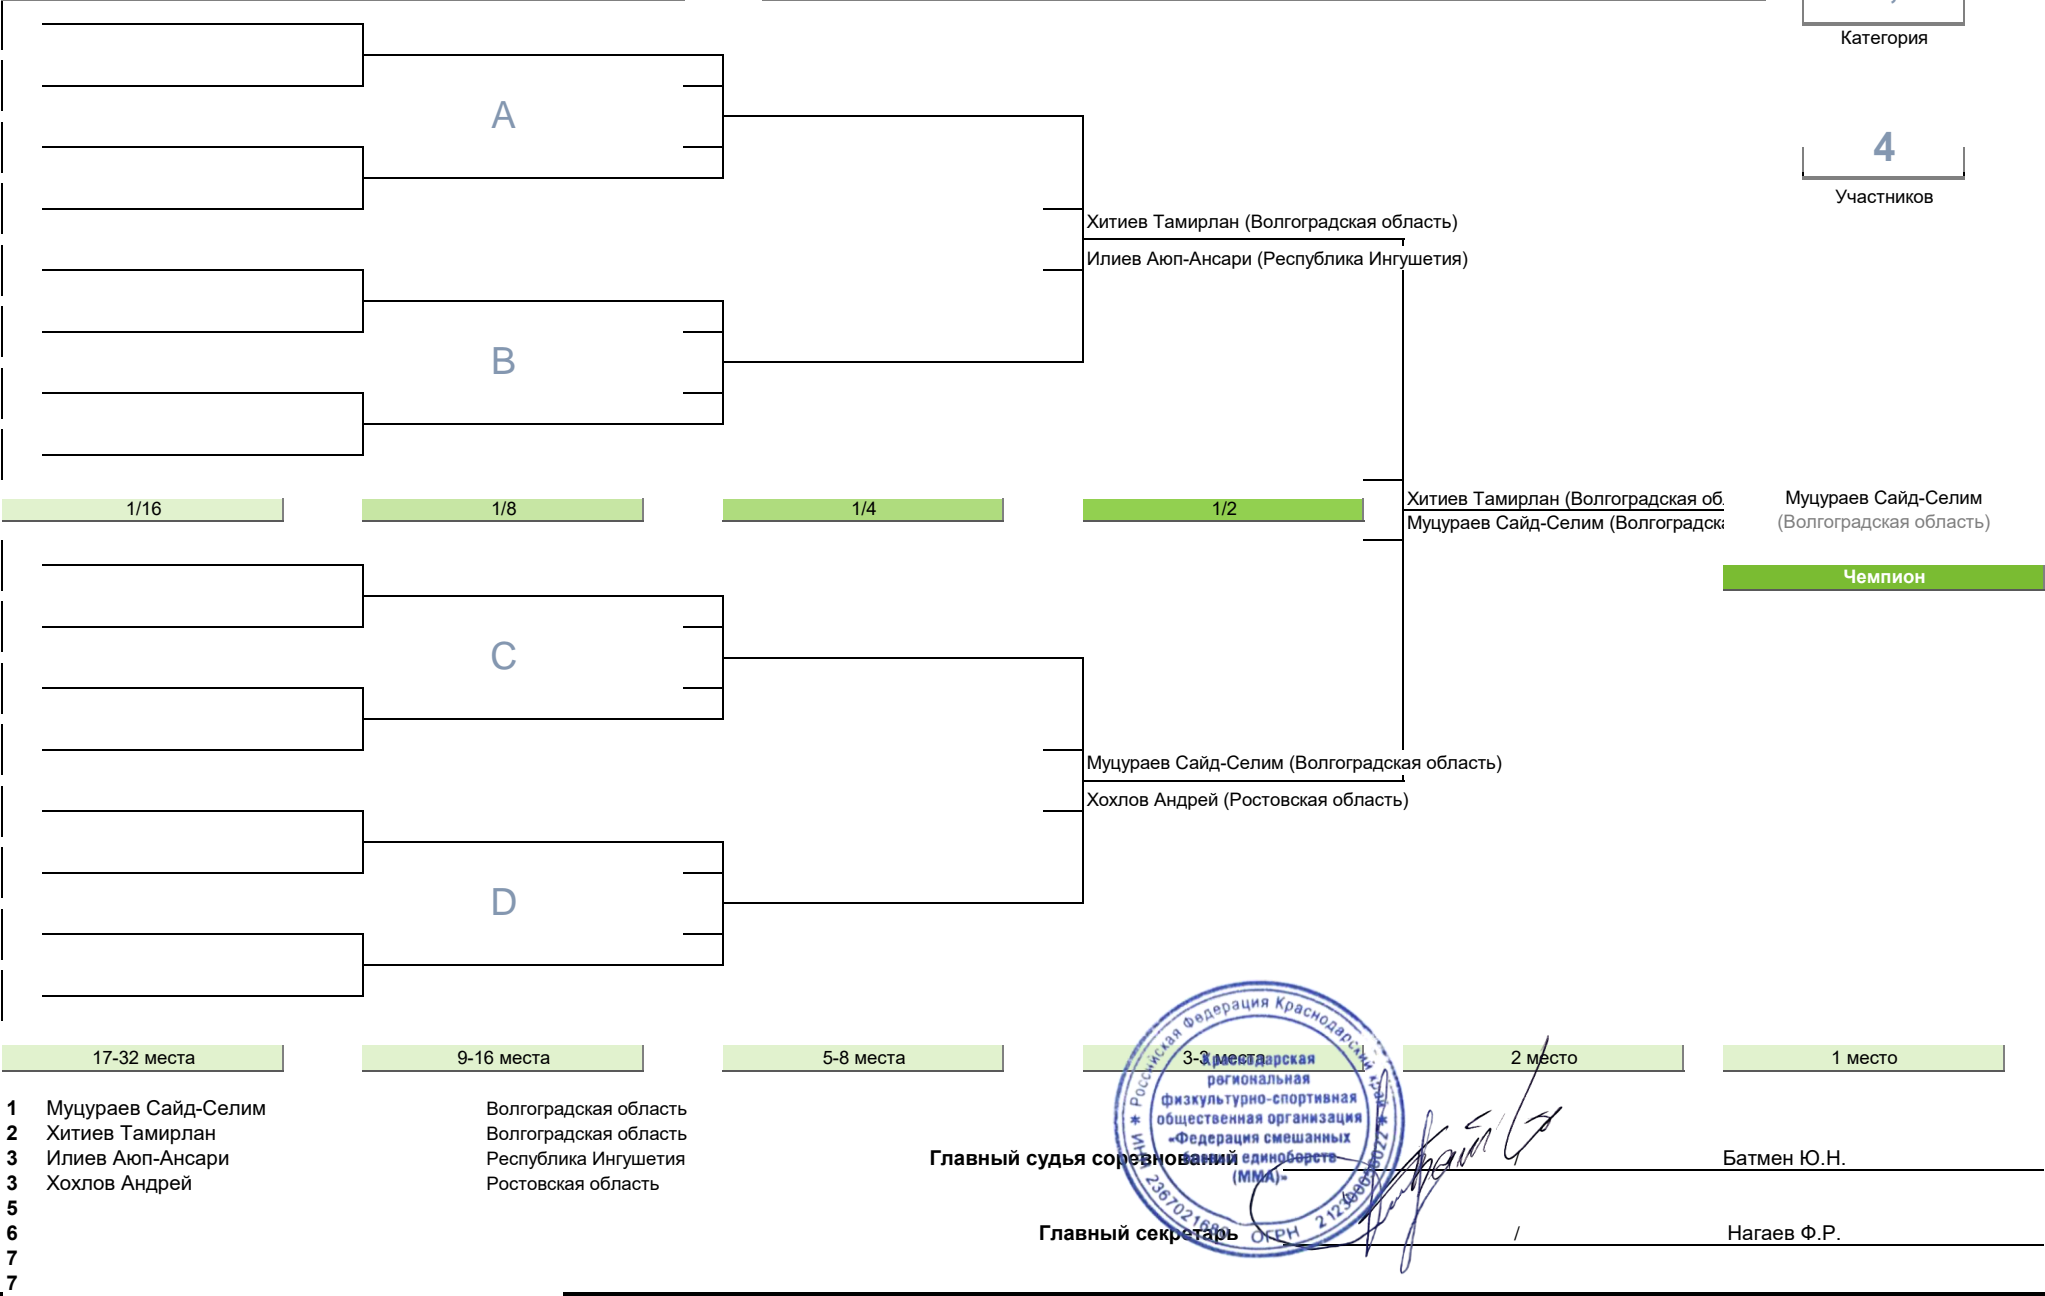 Категория
A
4
Участников
Хитиев Тамирлан (Волгоградская область)
Илиев Аюп-Ансари (Республика Ингушетия)
B
1/16
1/8
1/4
1/2
Хитиев Тамирлан (Волгоградская об
Муцураев Сайд-Селим (Волгоградска
Муцураев Сайд-Селим
(Волгоградская область)
Чемпион
C
Муцураев Сайд-Селим (Волгоградская область)
Хохлов Андрей (Ростовская область)
D
17-32 места
9-16 места
5-8 места
3-3 места
2 место
1 место
1 Муцураев Сайд-Селим Волгоградская область
2 Хитиев Тамирлан Волгоградская область
3 Илиев Аюп-Ансари Республика Ингушетия
3 Хохлов Андрей Ростовская область
5
6
7
7
Российская Федерация Краснодарский край
Краснодарская
региональная
физкультурно-спортивная
общественная организация
«Федерация смешанных
боевых единоборств
(ММА)»
ИНН
ОГРН
Главный судья соревнований / Батмен Ю.Н.
Главный секретарь / Нагаев Ф.Р.